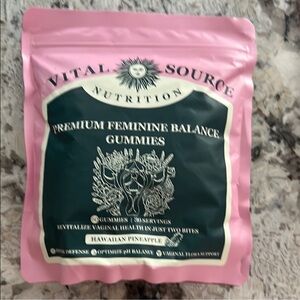 VITAL SOURCE
NUTRITION
PREMIUM FEMININE BALANCE
GUMMIES
GUMMIES | 30 SERVINGS
REVITALIZE VAGINAL HEALTH IN JUST TWO BITES
HAWAIIAN PINEAPPLE
DEFENSE OPTIMIZE pH BALANCE VAGINAL FLORA SUPPORT